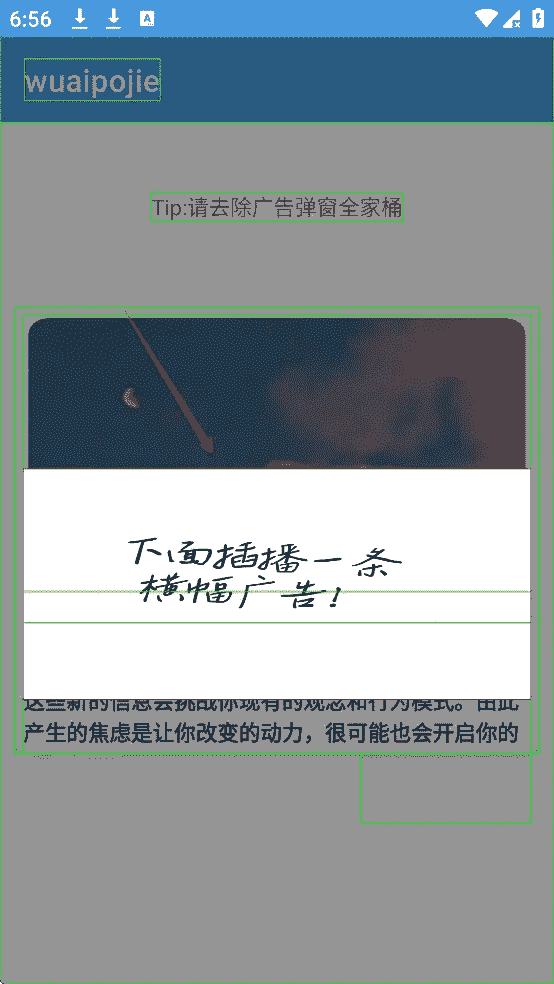 6:56
A
wuaipojie
Tip:请去除广告弹窗全家桶
下面插播一条
横幅广告!
这些新的信息会挑战你现有的观念和行为模式。由此
产生的焦虑是让你改变的动力，很可能也会开启你的